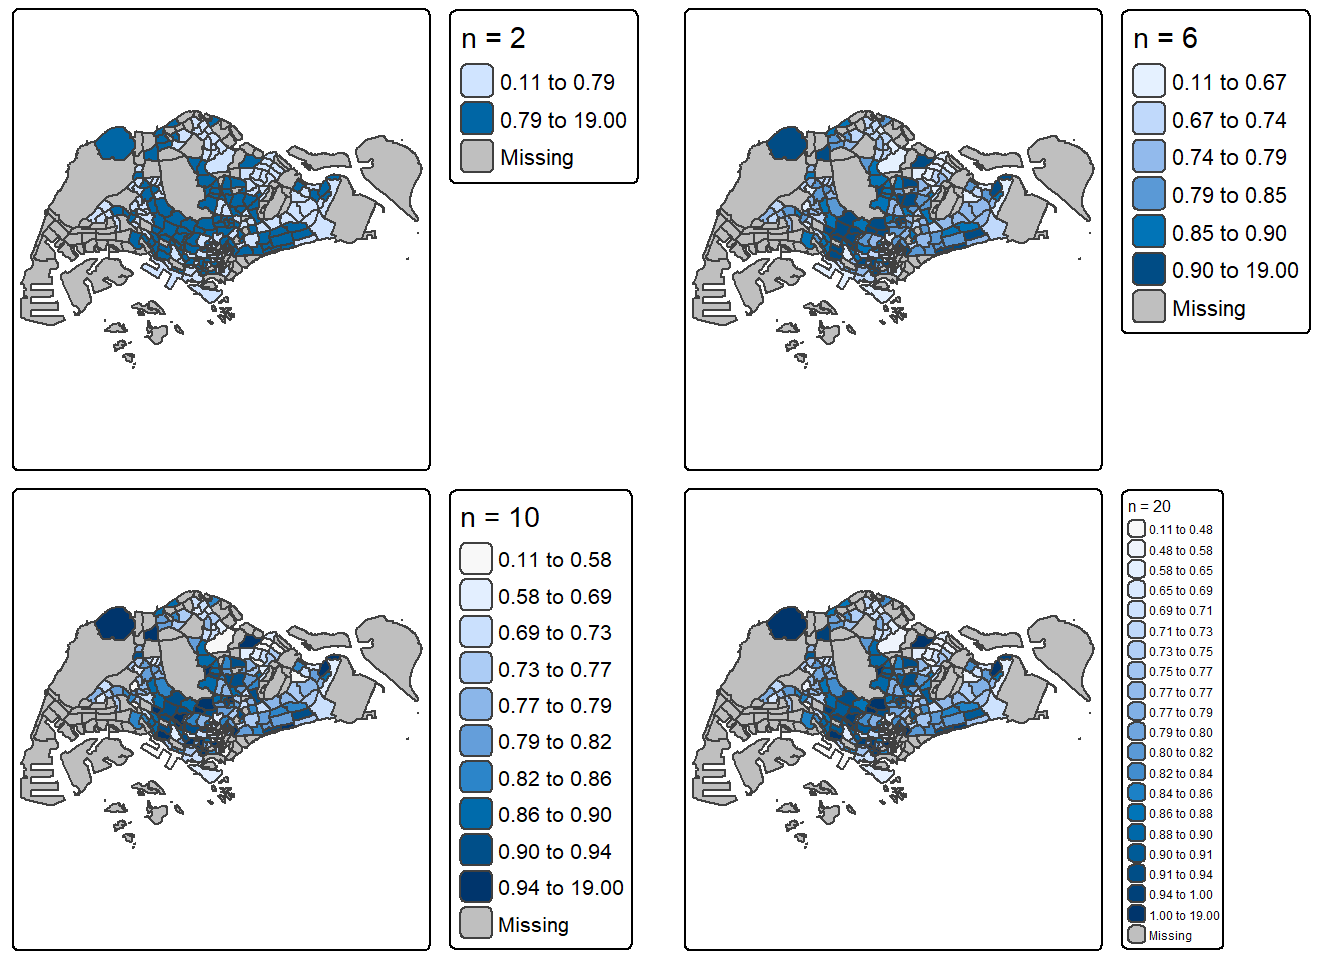 n = 2
0.11 to 0.79
0.79 to 19.00
Missing
n = 6
0.11 to 0.67
0.67 to 0.74
0.74 to 0.79
0.79 to 0.85
0.85 to 0.90
0.90 to 19.00
Missing
n = 10
0.11 to 0.58
0.58 to 0.69
0.69 to 0.73
0.73 to 0.77
0.77 to 0.79
0.79 to 0.82
0.82 to 0.86
0.86 to 0.90
0.90 to 0.94
0.94 to 19.00
Missing
n = 20
0.11 to 0.48
0.48 to 0.58
0.58 to 0.65
0.65 to 0.69
0.69 to 0.71
0.71 to 0.73
0.73 to 0.75
0.75 to 0.77
0.77 to 0.77
0.77 to 0.79
0.79 to 0.80
0.80 to 0.82
0.82 to 0.84
0.84 to 0.86
0.86 to 0.88
0.88 to 0.90
0.90 to 0.91
0.91 to 0.94
0.94 to 1.00
1.00 to 19.00
Missing